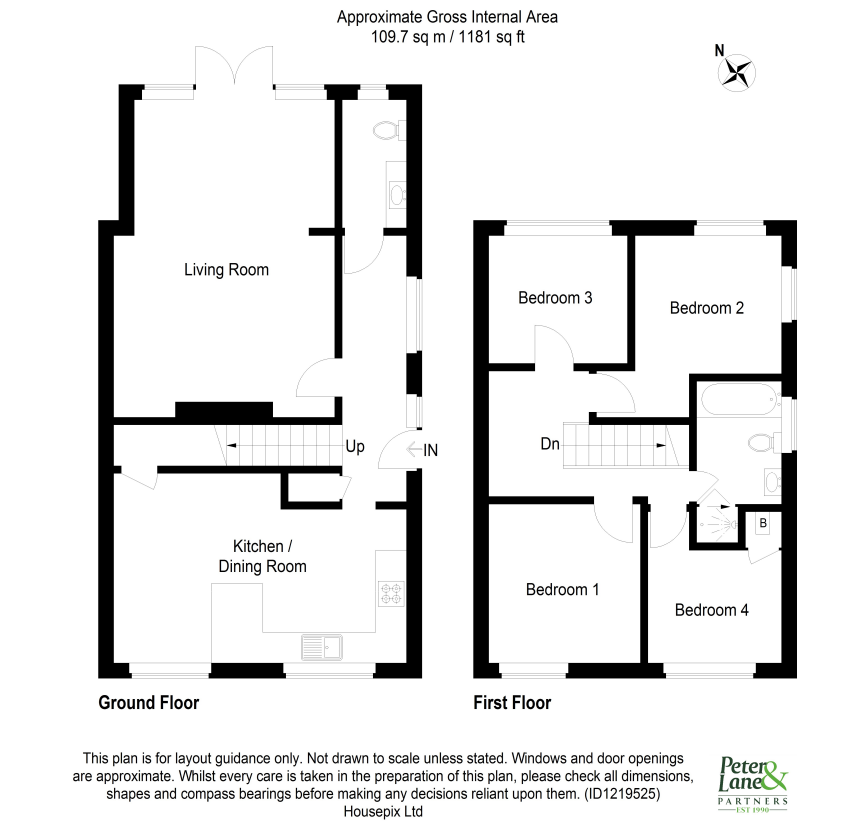 Approximate Gross Internal Area
109.7 sq m / 1181 sq ft
N
Living Room
Bedroom 3
Bedroom 2
Up
IN
Dn
B
Kitchen /
Dining Room
Bedroom 1
Bedroom 4
Ground Floor
First Floor
This plan is for layout guidance only. Not drawn to scale unless stated. Windows and door openings
are approximate. Whilst every care is taken in the preparation of this plan, please check all dimensions,
shapes and compass bearings before making any decisions reliant upon them. (ID1219525)
Housepix Ltd
Peter
Lane &
PARTNERS
EST 1990